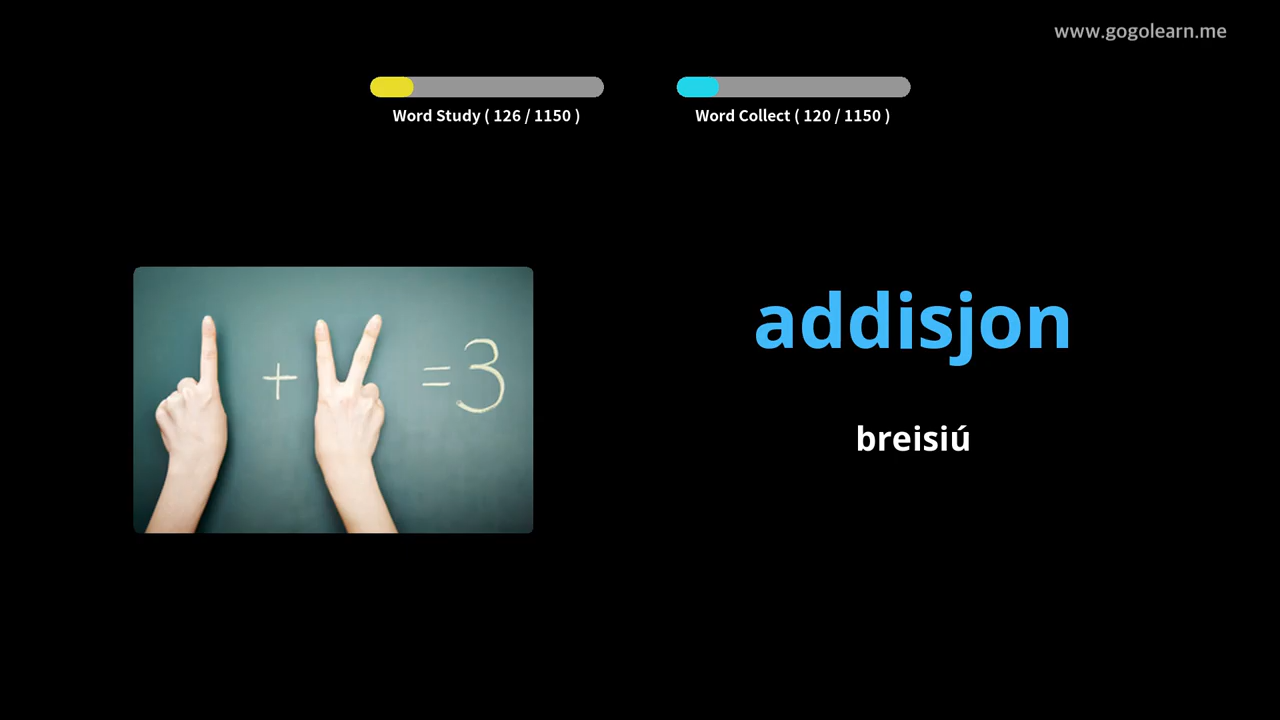 www.gogolearn.me
Word Study ( 126 / 1150 )
Word Collect ( 120 / 1150 )
+ = 3
addisjon
breisiú